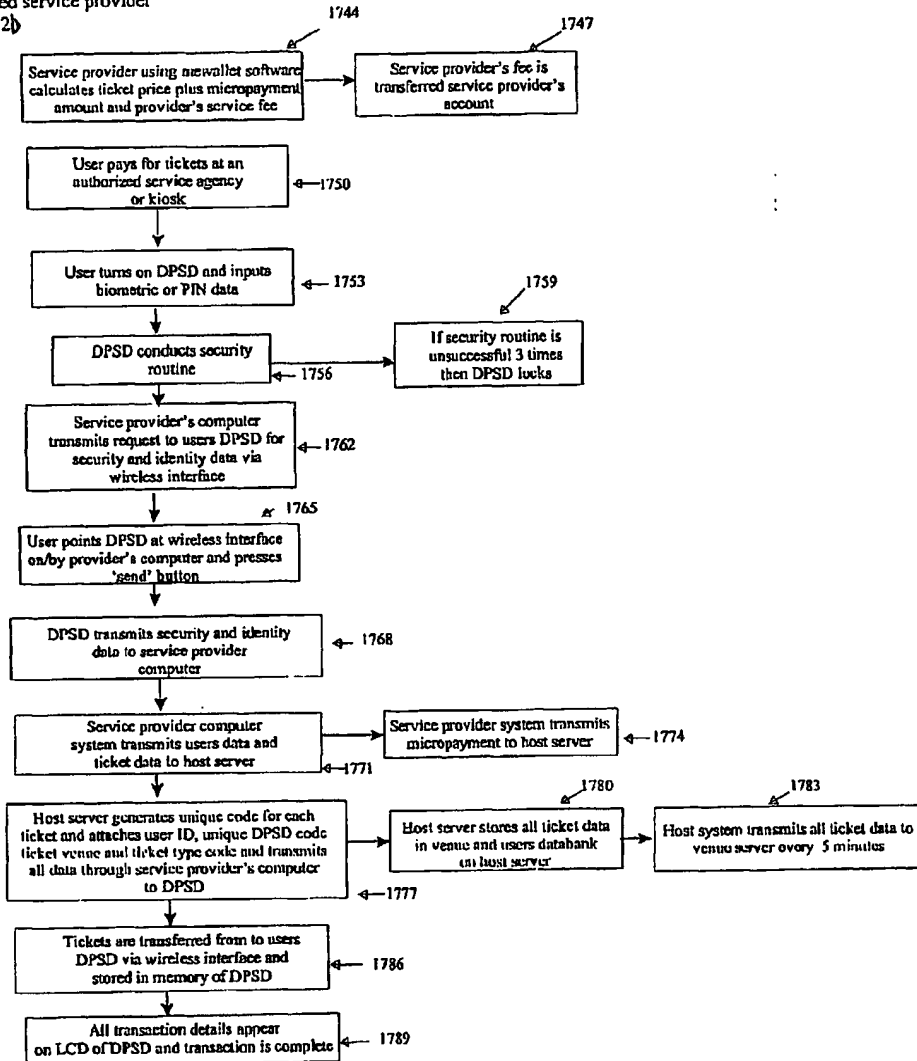 ed service provider
2b
1744
1747
Service provider using mewallet software
calculates ticket price plus micropayment
amount and provider's service fee
Service provider's fee is
transferred service provider's
account
User pays for tickets at an
authorized service agency
or kiosk
1750
User turns on DPSD and inputs
biometric or PIN data
1753
1759
DPSD conducts security
routine
1756
If security routine is
unsuccessful 3 times
then DPSD locks
Service provider's computer
transmits request to users DPSD for
security and identity data via
wireless interface
1762
1765
User points DPSD at wireless interface
on/by provider's computer and presses
'send' button
DPSD transmits security and identity
data to service provider
computer
1768
Service provider computer
system transmits users data and
ticket data to host server
1771
Service provider system transmits
micropayment to host server
1774
1780
1783
Host server generates unique code for each
ticket and attaches user ID, unique DPSD code
ticket venue and ticket type code and transmits
all data through service provider's computer
to DPSD
1777
Host server stores all ticket data
in venue and users databank
on host server
Host system transmits all ticket data to
venue server every 5 minutes
Tickets are transferred from to users
DPSD via wireless interface and
stored in memory of DPSD
1786
All transaction details appear
on LCD of DPSD and transaction is complete
1789